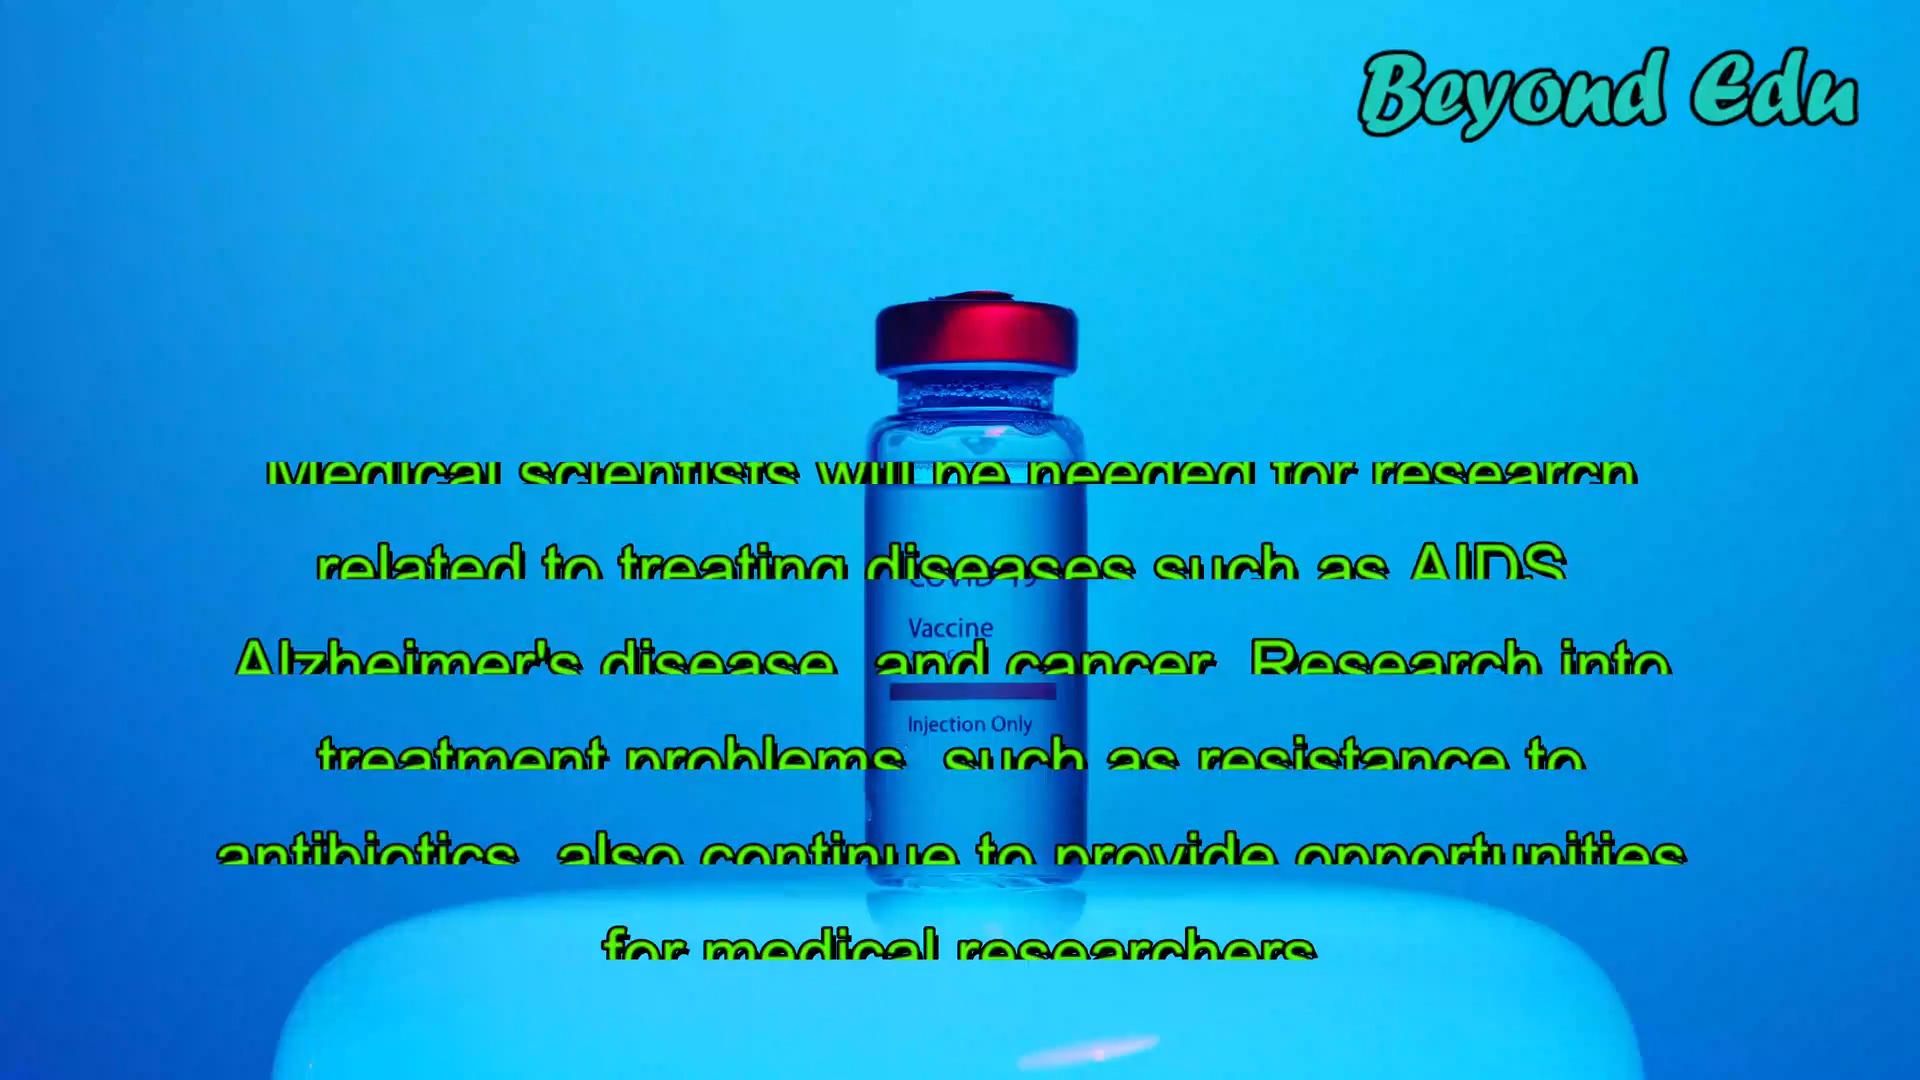 Beyond Edu
Medical scientists will be needed for research
related to treating diseases such as AIDS
Alzheimer's disease and cancer Research into
treatment problems such as resistance to
antibiotics also continue to provide opportunities
for medical researchers
COVID-19
Vaccine
Injection Only